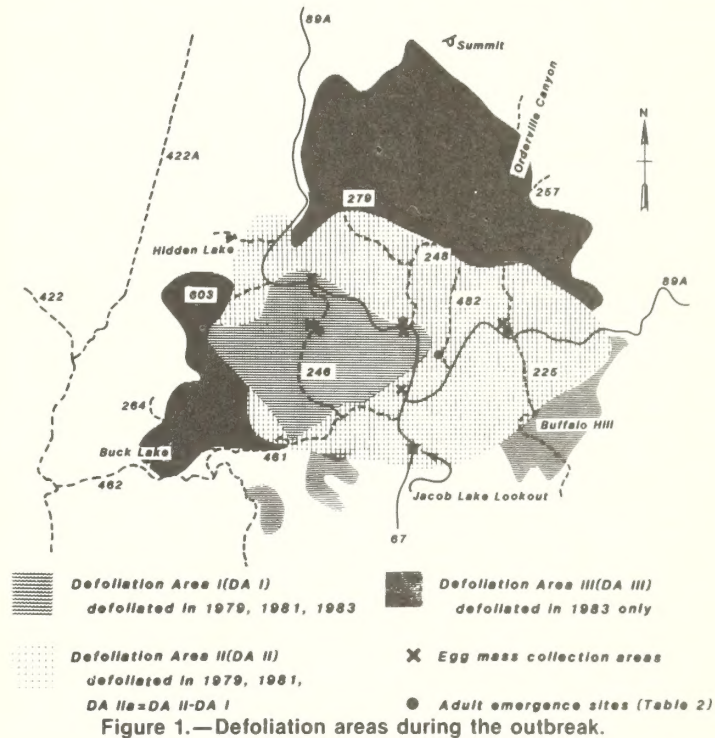 89A
Summit
Orderville Canyon
N
422A
257
279
Hidden Lake
248
603
482
89A
422
246
225
264
Buffalo Hill
Buck Lake
461
462
Jacob Lake Lookout
67
Defoliation Area I(DA I)
defoliated in 1979, 1981, 1983
Defoliation Area III(DA III)
defoliated in 1983 only
Defoliation Area II(DA II)
defoliated in 1979, 1981,
DA IIa=DA II-DA I
Egg mass collection areas
Adult emergence sites (Table 2)
Figure 1.—Defoliation areas during the outbreak.